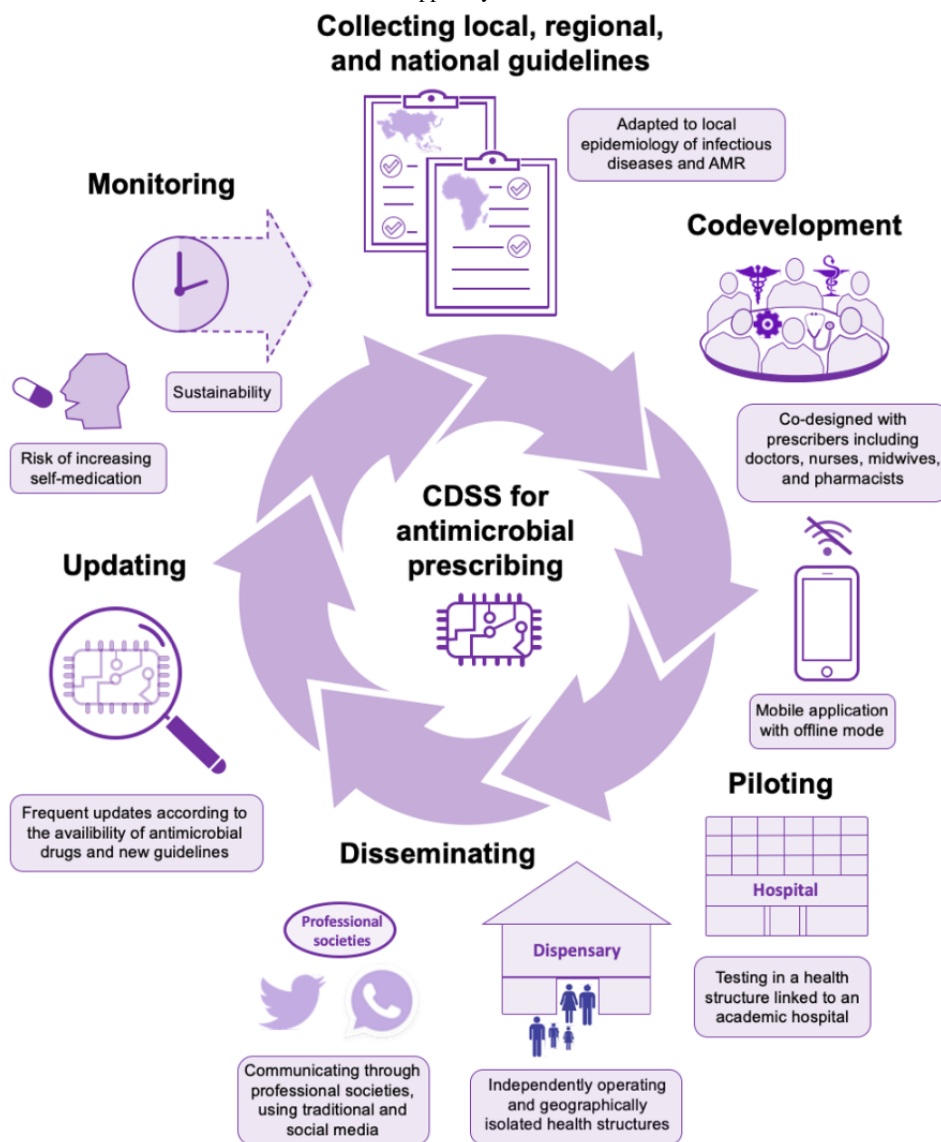 Collecting local, regional,
and national guidelines
Adapted to local
epidemiology of infectious
diseases and AMR
Codevelopment
Co-designed with
prescribers including
doctors, nurses, midwives,
and pharmacists
Mobile application
with offline mode
Piloting
Hospital
Testing in a health
structure linked to an
academic hospital
Disseminating
Dispensary
Independently operating
and geographically
isolated health structures
Professional
societies
Communicating through
professional societies,
using traditional and
social media
Updating
Frequent updates according to
the availibility of antimicrobial
drugs and new guidelines
Monitoring
Sustainability
Risk of increasing
self-medication
CDSS for
antimicrobial
prescribing